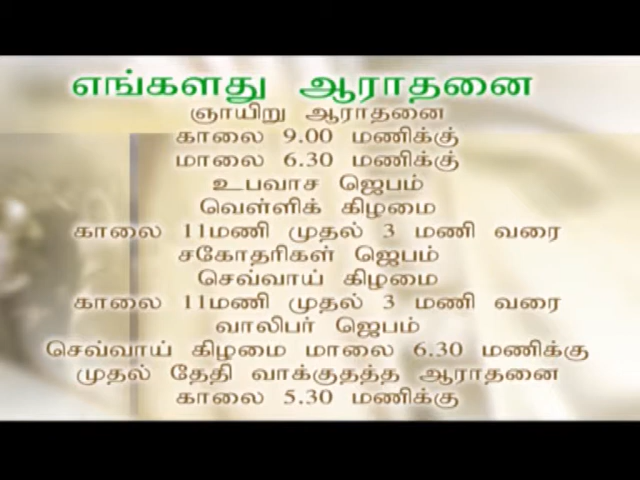 எங்களது ஆராதனை
ஞாயிறு ஆராதனை
காலை 9.00 மணிக்கு்
மாலை 6.30 மணிக்கு்
உபவாச ஜெபம்
வெள்ளிக் கிழமை
காலை 11மணி முதல் 3 மணி வரை
சகோதரிகள் ஜெபம்
செவ்வாய் கிழமை
காலை 11மணி முதல் 3 மணி வரை
வாலிபர் ஜெபம்
செவ்வாய் கிழமை மாலை 6.30 மணிக்கு
முதல் தேதி வாக்குதத்த ஆராதனை
காலை 5.30 மணிக்கு